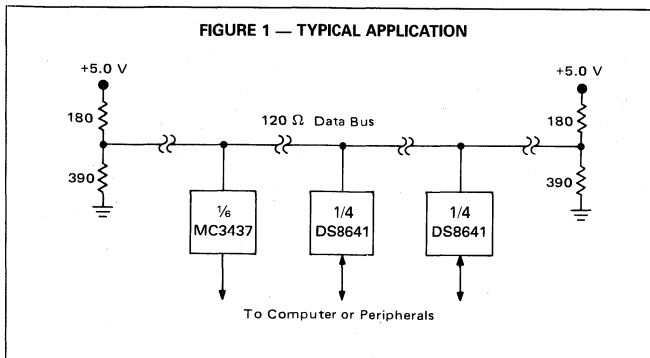 FIGURE 1 — TYPICAL APPLICATION
+5.0 V
+5.0 V
180
120 Ω Data Bus
180
390
390
1/6
MC3437
1/4
DS8641
1/4
DS8641
To Computer or Peripherals